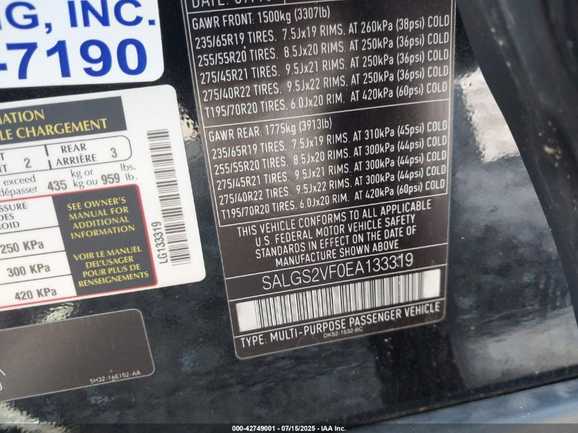 G, INC.
-7190
GAWR FRONT: 1500kg (3307lb)
235/65R19 TIRES. 7.5Jx19 RIMS. AT 260kPa (38psi) COLD
255/55R20 TIRES. 8.5Jx20 RIMS. AT 250kPa (36psi) COLD
275/45R21 TIRES. 9.5Jx21 RIMS. AT 250kPa (36psi) COLD
275/40R22 TIRES. 9.5Jx22 RIMS. AT 250kPa (36psi) COLD
T195/70R20 TIRES. 6.0Jx20 RIM. AT 420kPa (60psi) COLD
GAWR REAR: 1775kg (3913lb)
235/65R19 TIRES. 7.5Jx19 RIMS. AT 310kPa (45psi) COLD
255/55R20 TIRES. 8.5Jx20 RIMS. AT 300kPa (44psi) COLD
275/45R21 TIRES. 9.5Jx21 RIMS. AT 300kPa (44psi) COLD
275/40R22 TIRES. 9.5Jx22 RIMS. AT 300kPa (44psi) COLD
T195/70R20 TIRES. 6.0Jx20 RIM. AT 420kPa (60psi) COLD
THIS VEHICLE CONFORMS TO ALL APPLICABLE
U.S. FEDERAL MOTOR VEHICLE SAFETY
STANDARDS IN EFFECT ON THE DATE OF
MANUFACTURE SHOWN ABOVE.
SALGS2VF0EA133319
TYPE: MULTI-PURPOSE PASSENGER VEHICLE
MATION
LE CHARGEMENT
NT 2 REAR
ARRIÈRE 3
exceed
dépasser 435 kg or
kg ou 959 lbs.
lb.
SEE OWNER'S
MANUAL FOR
ADDITIONAL
INFORMATION
VOIR LE MANUEL
DEL'USAGER
POUR PLUS DE
RENSEIGNEMENTS
250 KPa
300 KPa
420 KPa
LG133319
000-42749001 - 07/15/2025 - IAA Inc.